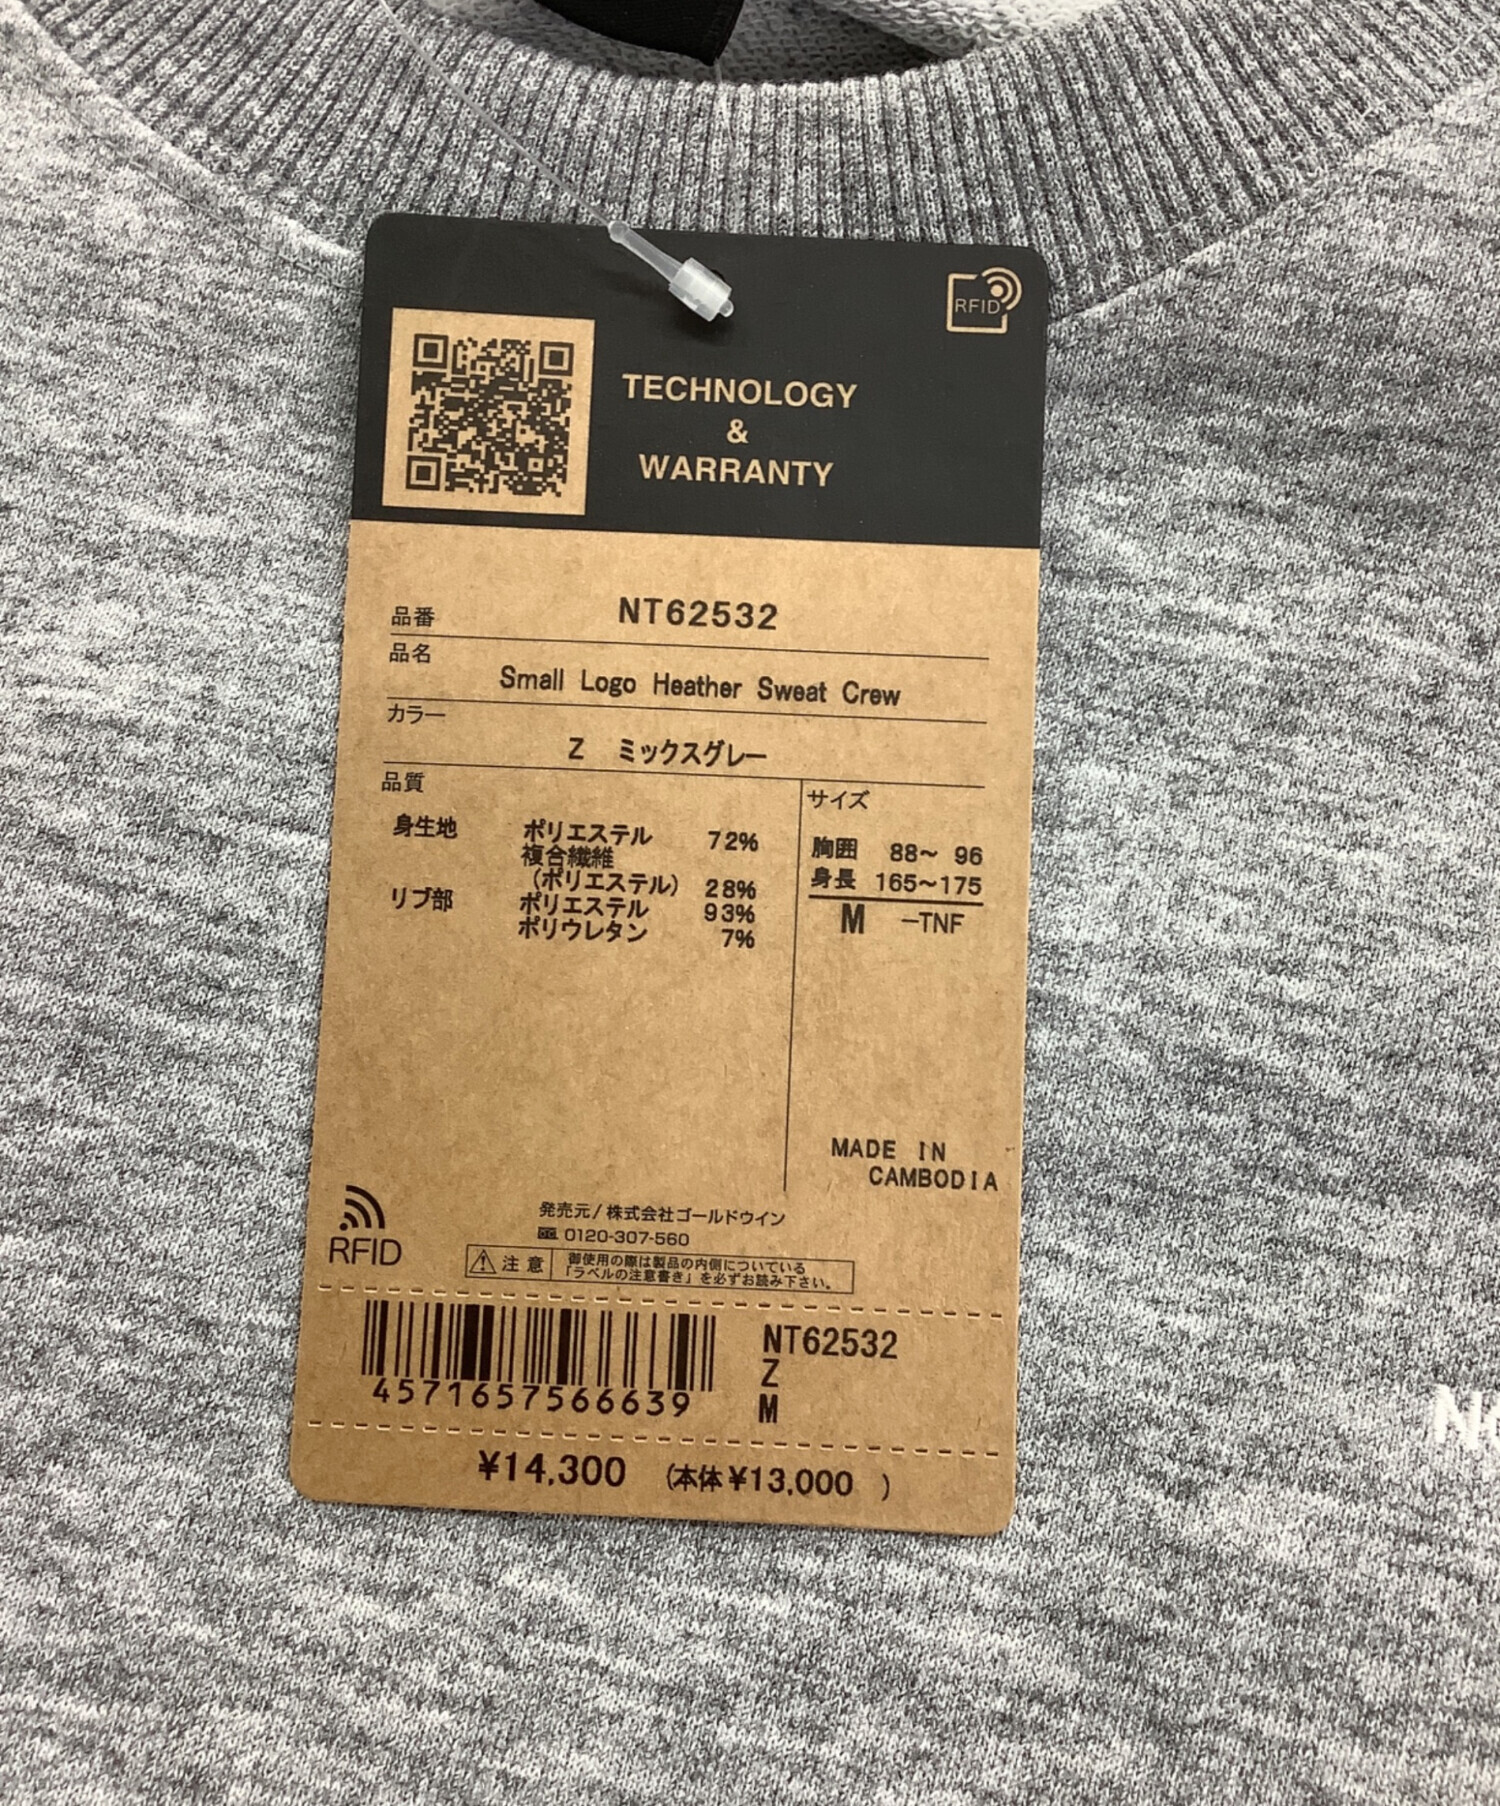 RFID
TECHNOLOGY
&
WARRANTY
品番 NT62532
品名
Small Logo Heather Sweat Crew
カラー
Z ミックスグレー
品質
身生地 ポリエステル 72%
複合繊維
(ポリエステル) 28%
リブ部 ポリエステル 93%
ポリウレタン 7%
サイズ
胸囲 88~ 96
身長 165~175
M -TNF
MADE IN
CAMBODIA
RFID
発売元/株式会社ゴールドウイン
0120-307-560
注意 御使用の際は製品の内側についている
「ラベルの注意書き」を必ずお読み下さい。
4571657566639
NT62532
Z
M
¥14,300 (本体¥13,000 )